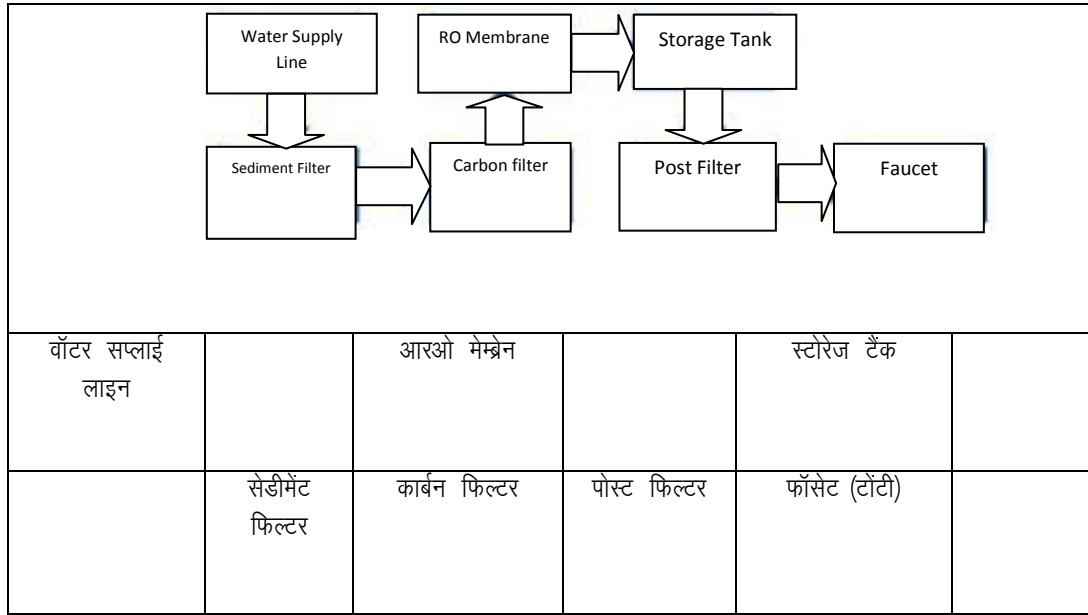 Water Supply
Line
RO Membrane
Storage Tank
Sediment Filter
Carbon filter
Post Filter
Faucet
वॉटर सप्लाई
लाइन
आरओ मेम्ब्रेन
स्टोरेज टैंक
सेडीमेंट
फिल्टर
कार्बन फिल्टर
पोस्ट फिल्टर
फॉसेट (टोंटी)